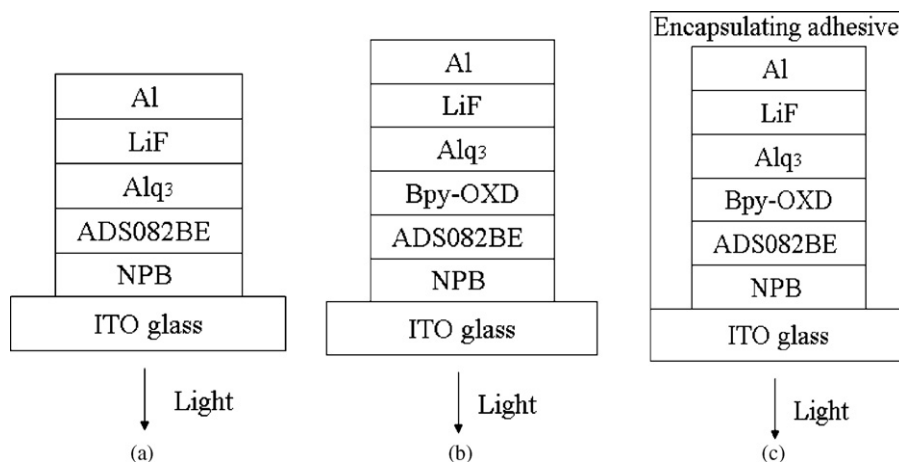 Al
LiF
Alq3
ADS082BE
NPB
ITO glass
Light
(a)
Al
LiF
Alq3
Bpy-OXD
ADS082BE
NPB
ITO glass
Light
(b)
Encapsulating adhesive
Al
LiF
Alq3
Bpy-OXD
ADS082BE
NPB
ITO glass
Light
(c)